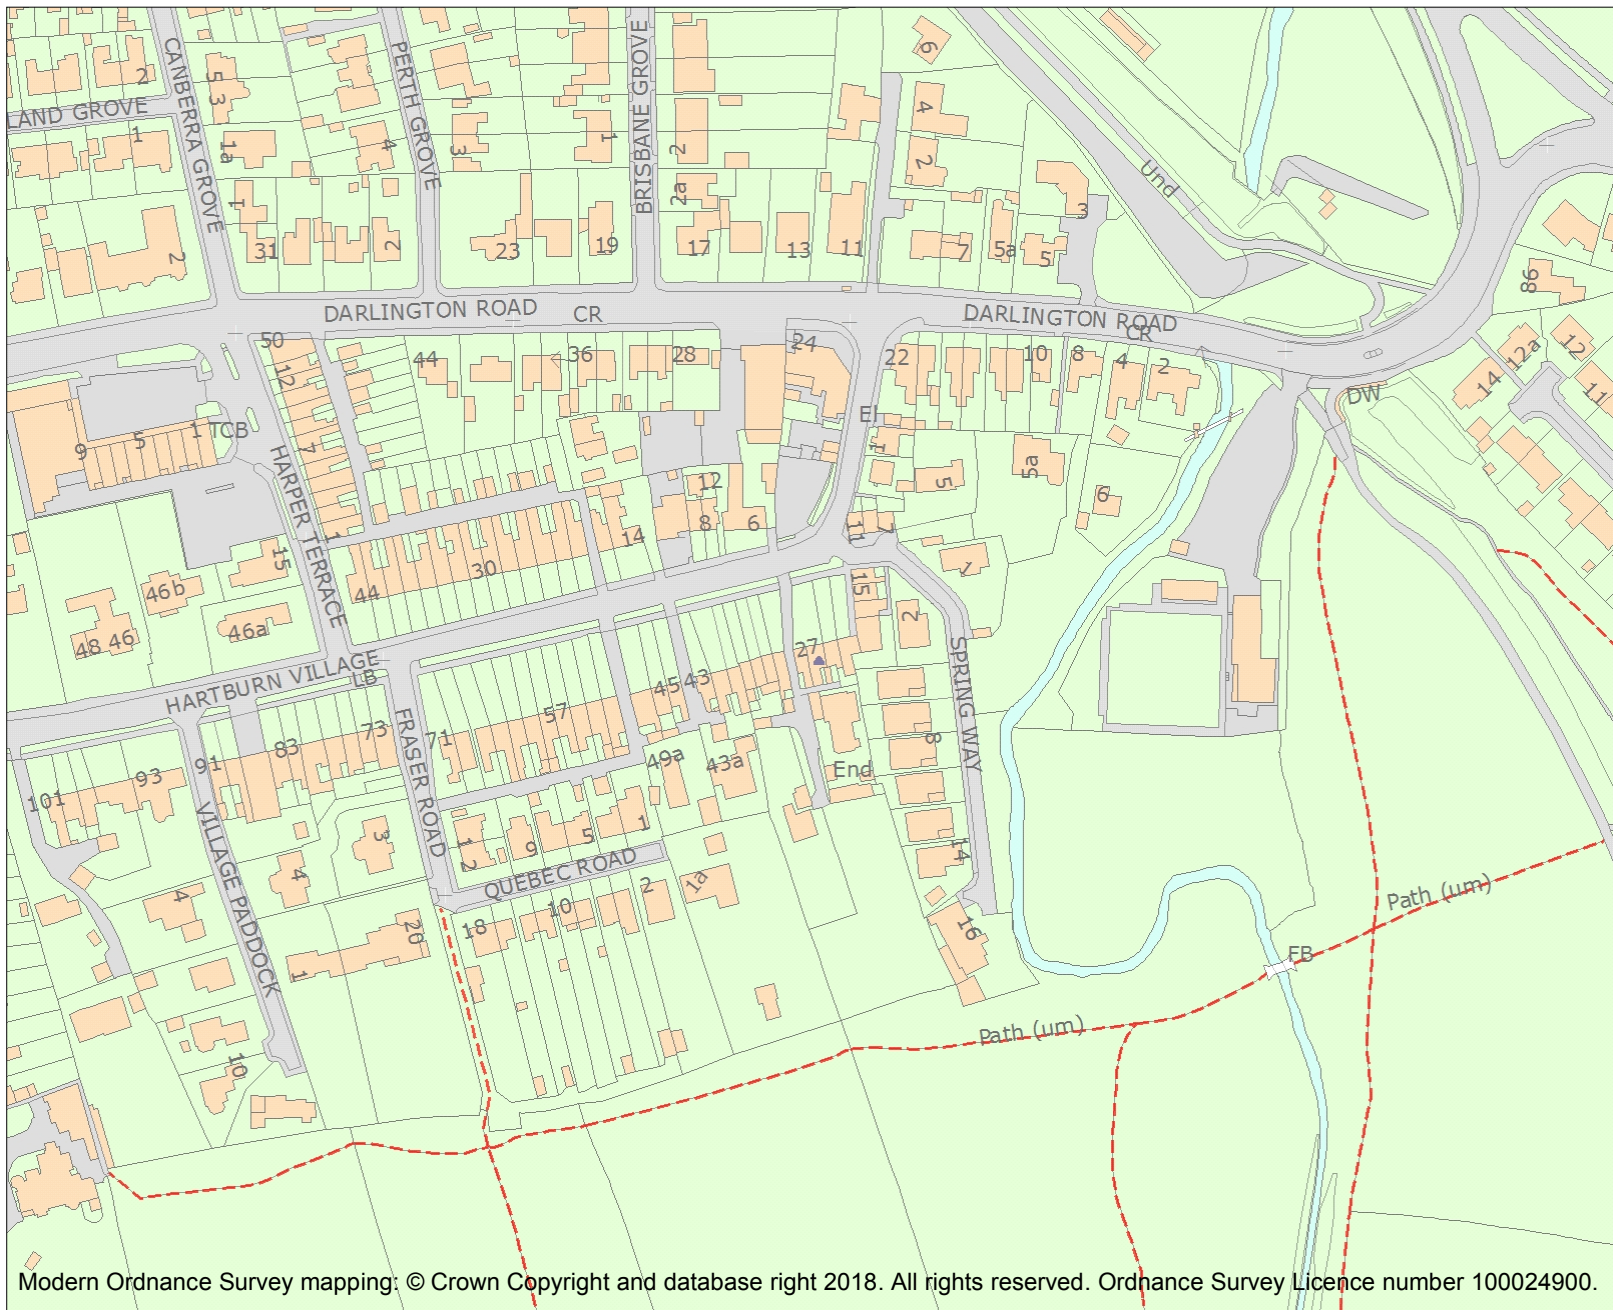 CANBERRA GROVE
PERTH GROVE
BRISBANE GROVE
6
2
5
3
LAND GROVE
1
1a
4
3
1
2
4
2
Und
1
2a
3
2
31
2
23
19
17
13
11
7
5a
5
86
DARLINGTON ROAD
CR
DARLINGTON ROAD
CR
50
12
44
36
28
24
22
10
8
4
2
12a
12
14
11
DW
El
9
5
1
TCB
7
1
5
5a
6
HARPER TERRACE
1
12
8
6
14
11
7
1
15
30
44
15
2
46b
46a
48
46
27
HARTBURN VILLAGE
LB
SPRING WAY
45
43
57
71
73
83
91
93
101
FRASER ROAD
8
49a
43a
End
VILLAGE PADDOCK
3
4
1
2
9
5
1
14
QUEBEC ROAD
2
1a
10
18
20
4
1
16
Path (um)
FB
Path (um)
10
Modern Ordnance Survey mapping: © Crown Copyright and database right 2018. All rights reserved. Ordnance Survey Licence number 100024900.